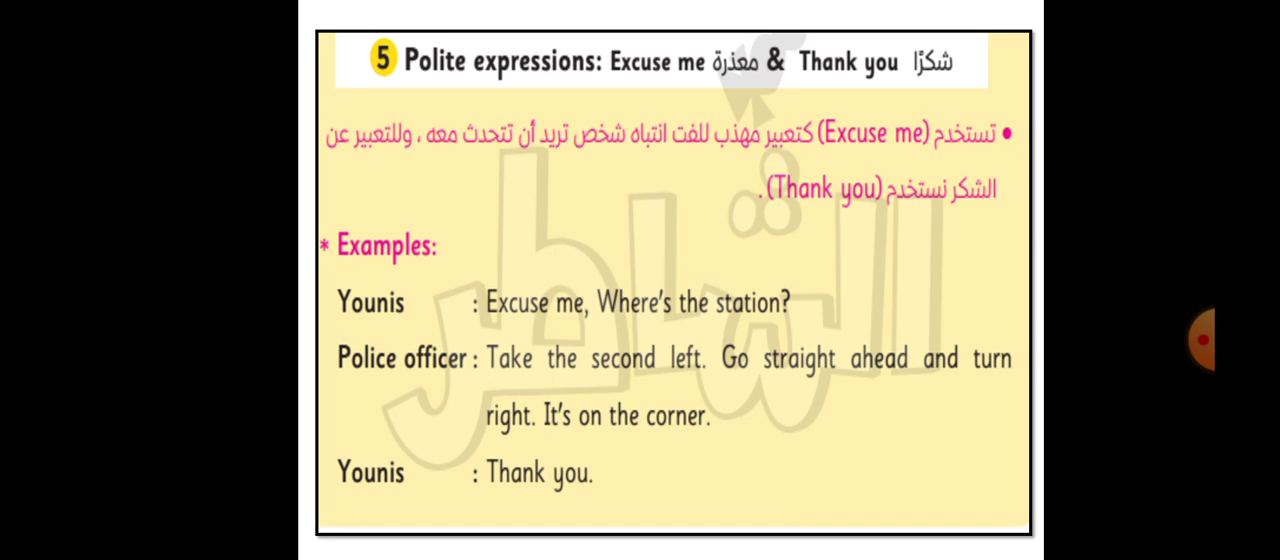 5 Polite expressions: Excuse me معذرة & Thank you شكرًا
• تستخدم (Excuse me) كتعبير مهذب للفت انتباه شخص تريد أن تتحدث معه ، وللتعبير عن
الشكر نستخدم (Thank you).
* Examples:
Younis : Excuse me, Where's the station?
Police officer : Take the second left. Go straight ahead and turn
right. It's on the corner.
Younis : Thank you.
الشاطر